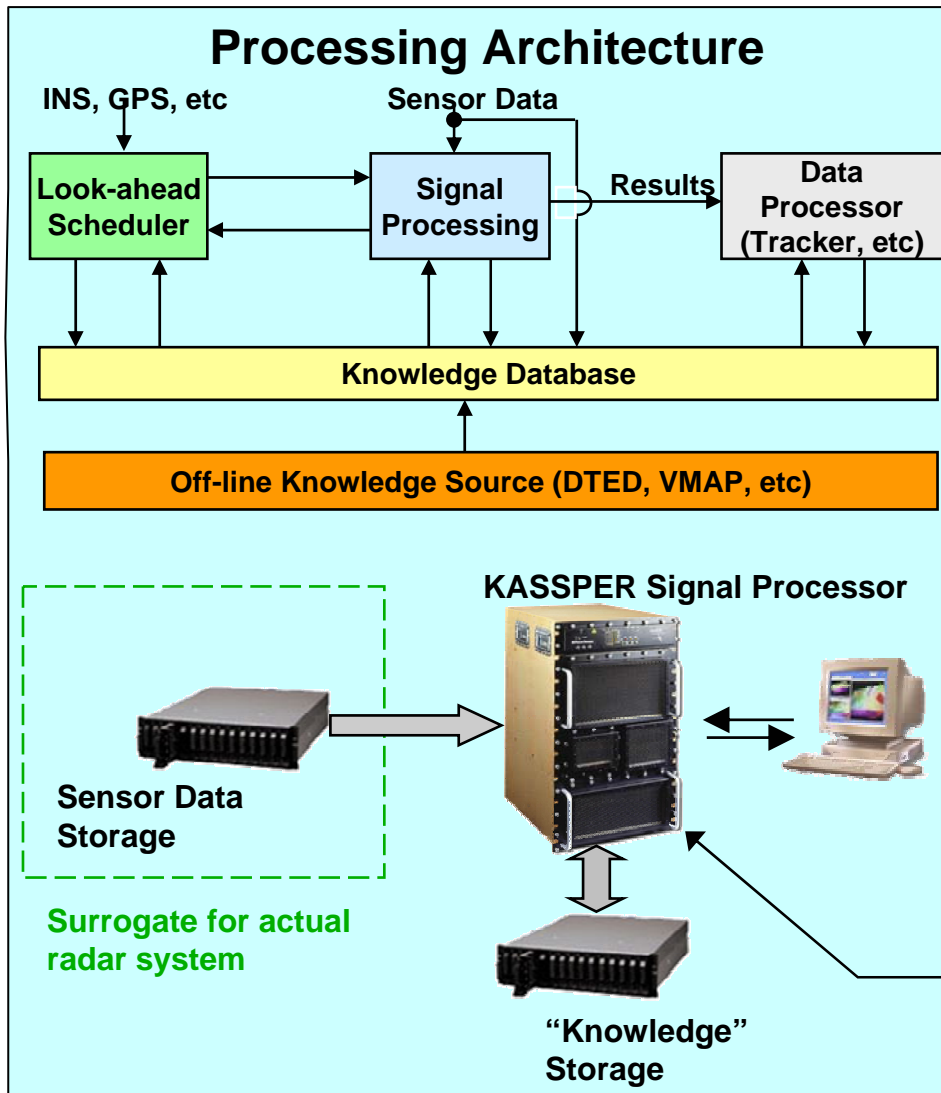 Processing Architecture
INS, GPS, etc
Sensor Data
Look-ahead
Scheduler
Signal
Processing
Results
Data
Processor
(Tracker, etc)
Knowledge Database
Off-line Knowledge Source (DTED, VMAP, etc)
KASSPER Signal Processor
Sensor Data
Storage
Surrogate for actual
radar system
“Knowledge”
Storage